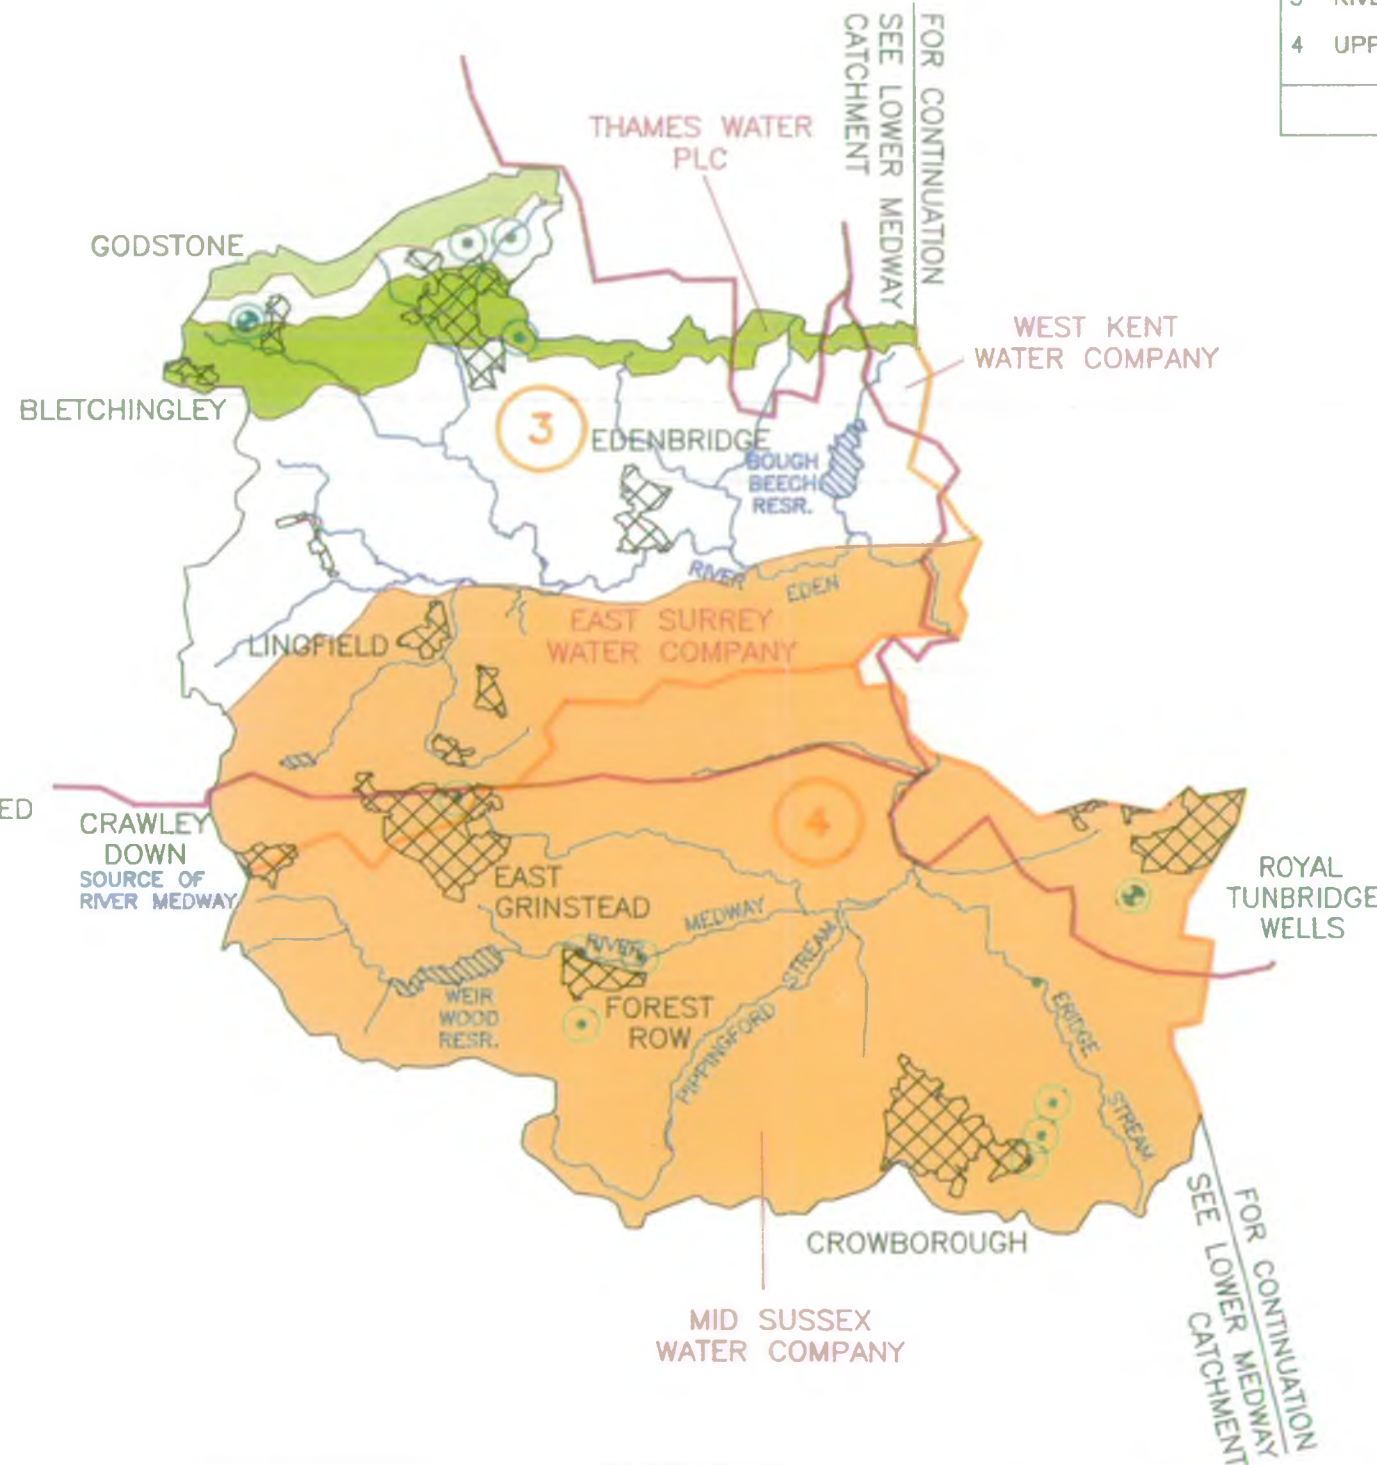 4
FOR CONTINUATION
SEE LOWER MEDWAY
CATCHMENT
THAMES WATER
PLC
GODSTONE
WEST KENT
WATER COMPANY
BLETCHINGLEY
3
EDENBRIDGE
BOUGH
BEECH
RESR.
RIVER
EDEN
EAST SURREY
WATER COMPANY
LINGFIELD
ED
CRAWLEY
DOWN
SOURCE OF
RIVER MEDWAY
4
EAST
GRINSTEAD
ROYAL
TUNBRIDGE
WELLS
RIVER
MEDWAY
PIPPINGFORD
STREAM
WEIR
WOOD
RESR.
FOREST
ROW
ERIDGE
STREAM
CROWBOROUGH
MID SUSSEX
WATER COMPANY
FOR CONTINUATION
SEE LOWER MEDWAY
CATCHMENT